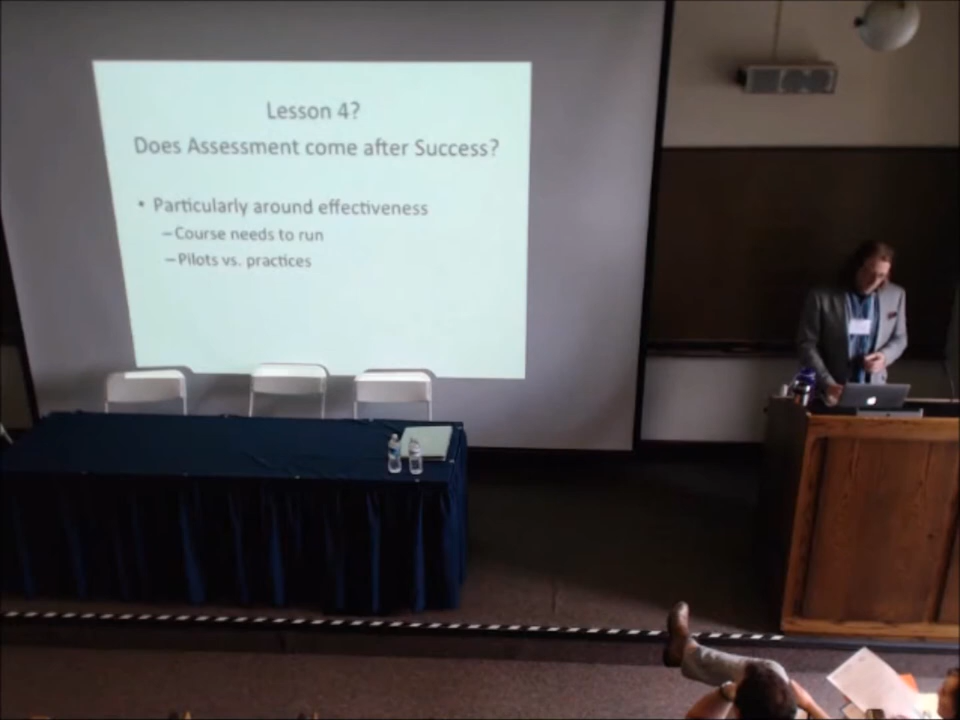 Lesson 4?
Does Assessment come after Success?
• Particularly around effectiveness
–Course needs to run
–Pilots vs. practices